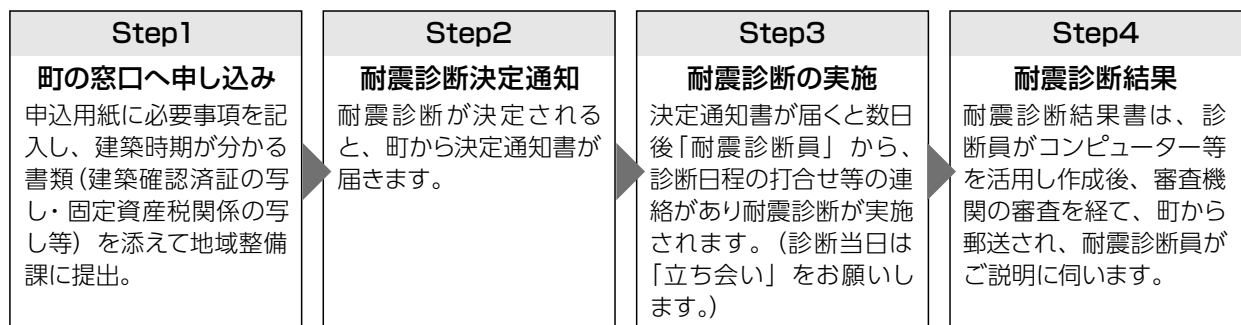 Step1
町の窓口へ申し込み
申込用紙に必要事項を記
入し、建築時期が分かる
書類(建築確認済証の写
し・固定資産税関係の写
し等)を添えて地域整備
課に提出。
Step2
耐震診断決定通知
耐震診断が決定される
と、町から決定通知書が
届きます。
Step3
耐震診断の実施
決定通知書が届くと数日
後「耐震診断員」から、
診断日程の打合せ等の連
絡があり耐震診断が実施
されます。(診断当日は
「立ち会い」をお願いし
ます。)
Step4
耐震診断結果
耐震診断結果書は、診
断員がコンピューター等
を活用し作成後、審査機
関の審査を経て、町から
郵送され、耐震診断員が
ご説明に伺います。